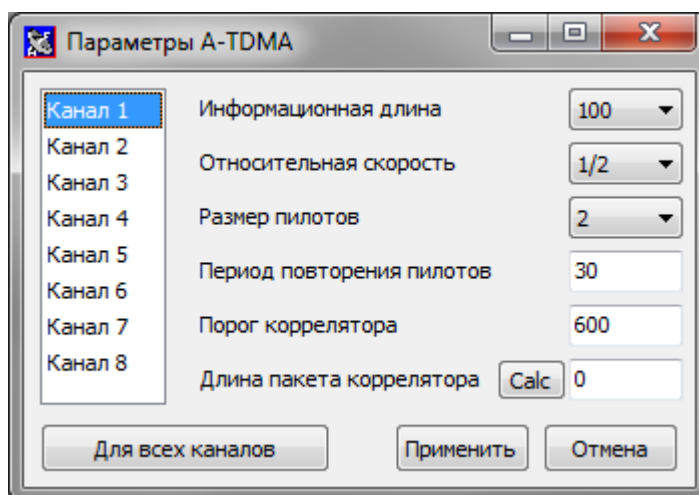 Параметры A-TDMA
Канал 1
Канал 2
Канал 3
Канал 4
Канал 5
Канал 6
Канал 7
Канал 8
Информационная длина 100
Относительная скорость 1/2
Размер пилотов 2
Период повторения пилотов 30
Порог коррелятора 600
Длина пакета коррелятора Calc 0
Для всех каналов Применить Отмена